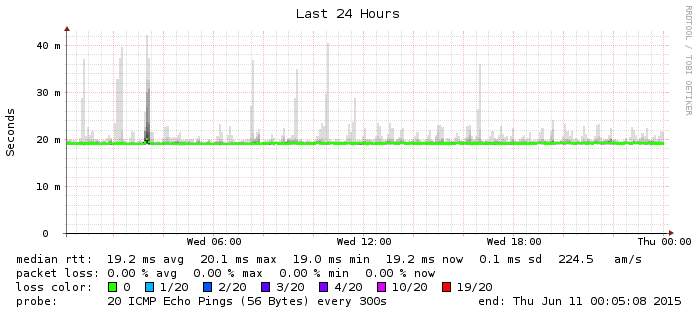 Last 24 Hours
RRDTOOL / TOBI OETIKER
Seconds
40 m
30 m
20 m
10 m
0
Wed 06:00 Wed 12:00 Wed 18:00 Thu 00:00
median rtt: 19.2 ms avg 20.1 ms max 19.0 ms min 19.2 ms now 0.1 ms sd 224.5 am/s
packet loss: 0.00 % avg 0.00 % max 0.00 % min 0.00 % now
loss color: 0 1/20 2/20 3/20 4/20 10/20 19/20
probe: 20 ICMP Echo Pings (56 Bytes) every 300s end: Thu Jun 11 00:05:08 2015